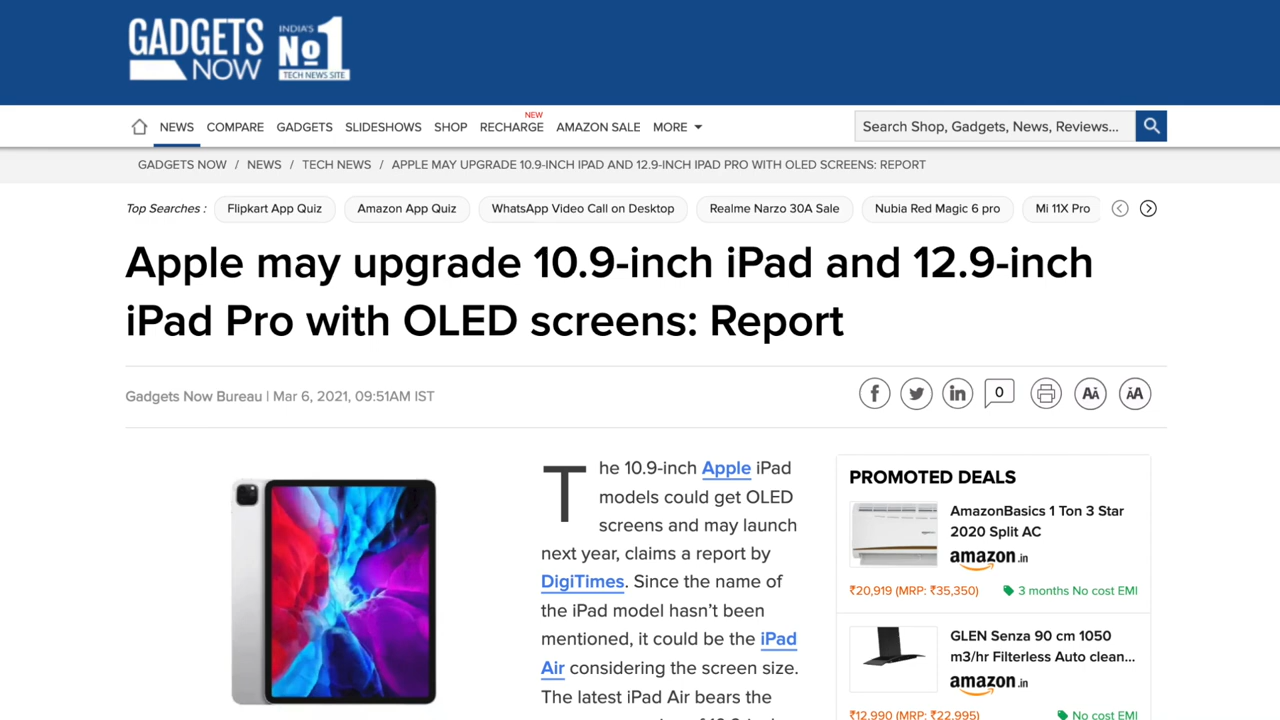 GADGETS
NOW
INDIA'S
No 1
TECH NEWS SITE
NEWS COMPARE GADGETS SLIDESHOWS SHOP RECHARGE NEW AMAZON SALE MORE
Search Shop, Gadgets, News, Reviews...
GADGETS NOW / NEWS / TECH NEWS / APPLE MAY UPGRADE 10.9-INCH IPAD AND 12.9-INCH IPAD PRO WITH OLED SCREENS: REPORT
Top Searches : Flipkart App Quiz Amazon App Quiz WhatsApp Video Call on Desktop Realme Narzo 30A Sale Nubia Red Magic 6 pro Mi 11X Pro
Apple may upgrade 10.9-inch iPad and 12.9-inch
iPad Pro with OLED screens: Report
Gadgets Now Bureau | Mar 6, 2021, 09:51AM IST
f in 0 AA AA
The 10.9-inch Apple iPad
models could get OLED
screens and may launch
next year, claims a report by
DigiTimes. Since the name of
the iPad model hasn't been
mentioned, it could be the iPad
Air considering the screen size.
The latest iPad Air bears the
PROMOTED DEALS
AmazonBasics 1 Ton 3 Star
2020 Split AC
amazon.in
₹20,919 (MRP: ₹35,350) 3 months No cost EMI
GLEN Senza 90 cm 1050
m3/hr Filterless Auto clean...
amazon.in
₹12,990 (MRP: ₹22,995) No cost EMI